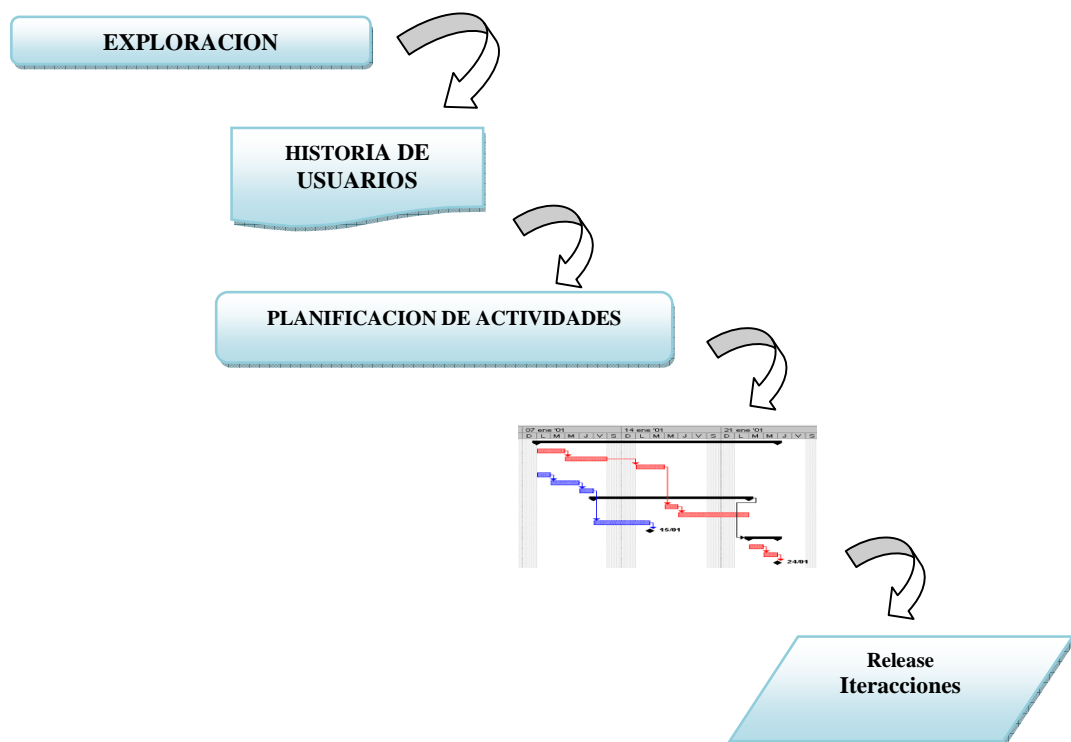 EXPLORACION
HISTORIA DE
USUARIOS
PLANIFICACION DE ACTIVIDADES
07 ene '01 14 ene '01 21 ene '01
D L M M J V S D L M M J V S D L M M J V S
15/01
24/01
Release
Iteracciones